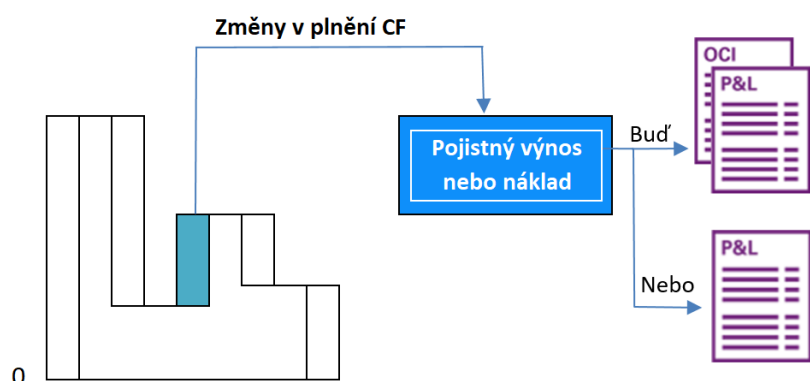 Změny v plnění CF
OCI
P&L
Pojistný výnos
nebo náklad
Buď
P&L
Nebo
0